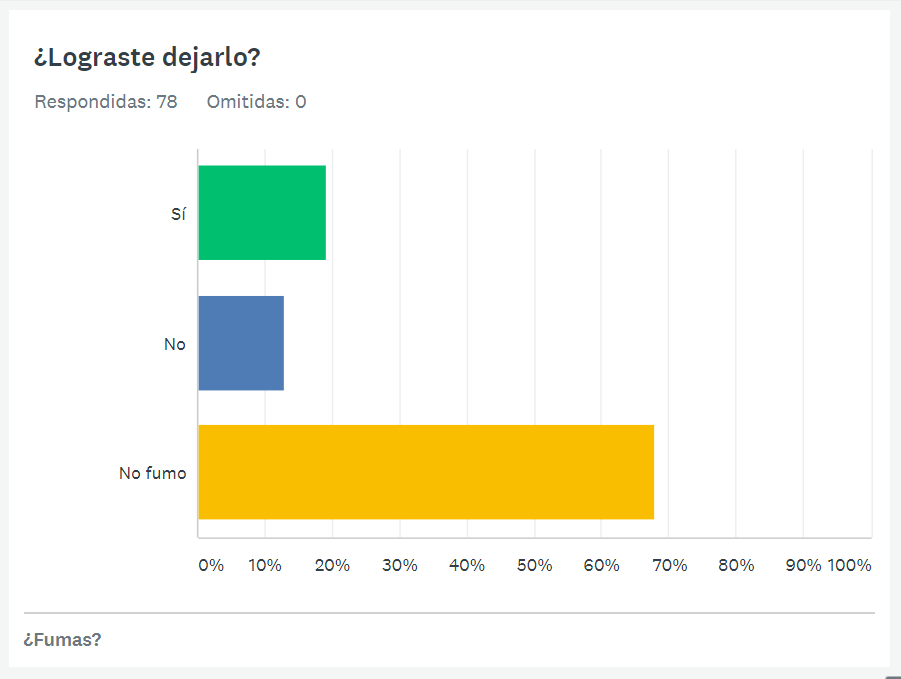 ¿Lograste dejarlo?
Respondidas: 78 Omitidas: 0
Sí
No
No fumo
0% 10% 20% 30% 40% 50% 60% 70% 80% 90% 100%
¿Fumas?